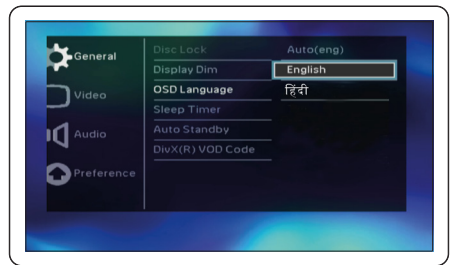 General
Video
Audio
Preference
Disc Lock
Display Dim
OSD Language
Sleep Timer
Auto Standby
DivX(R) VOD Code
Auto(eng)
English
हिंदी